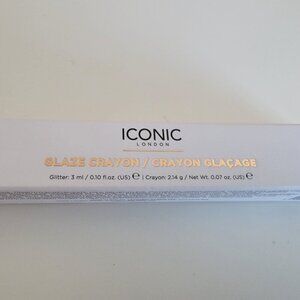 ICONIC
LONDON
GLAZE CRAYON / CRAYON GLAÇAGE
Glitter: 3 ml / 0.10 fl.oz. (US) ℮ | Crayon: 2.14 g / Net Wt. 0.07 oz. (US) ℮